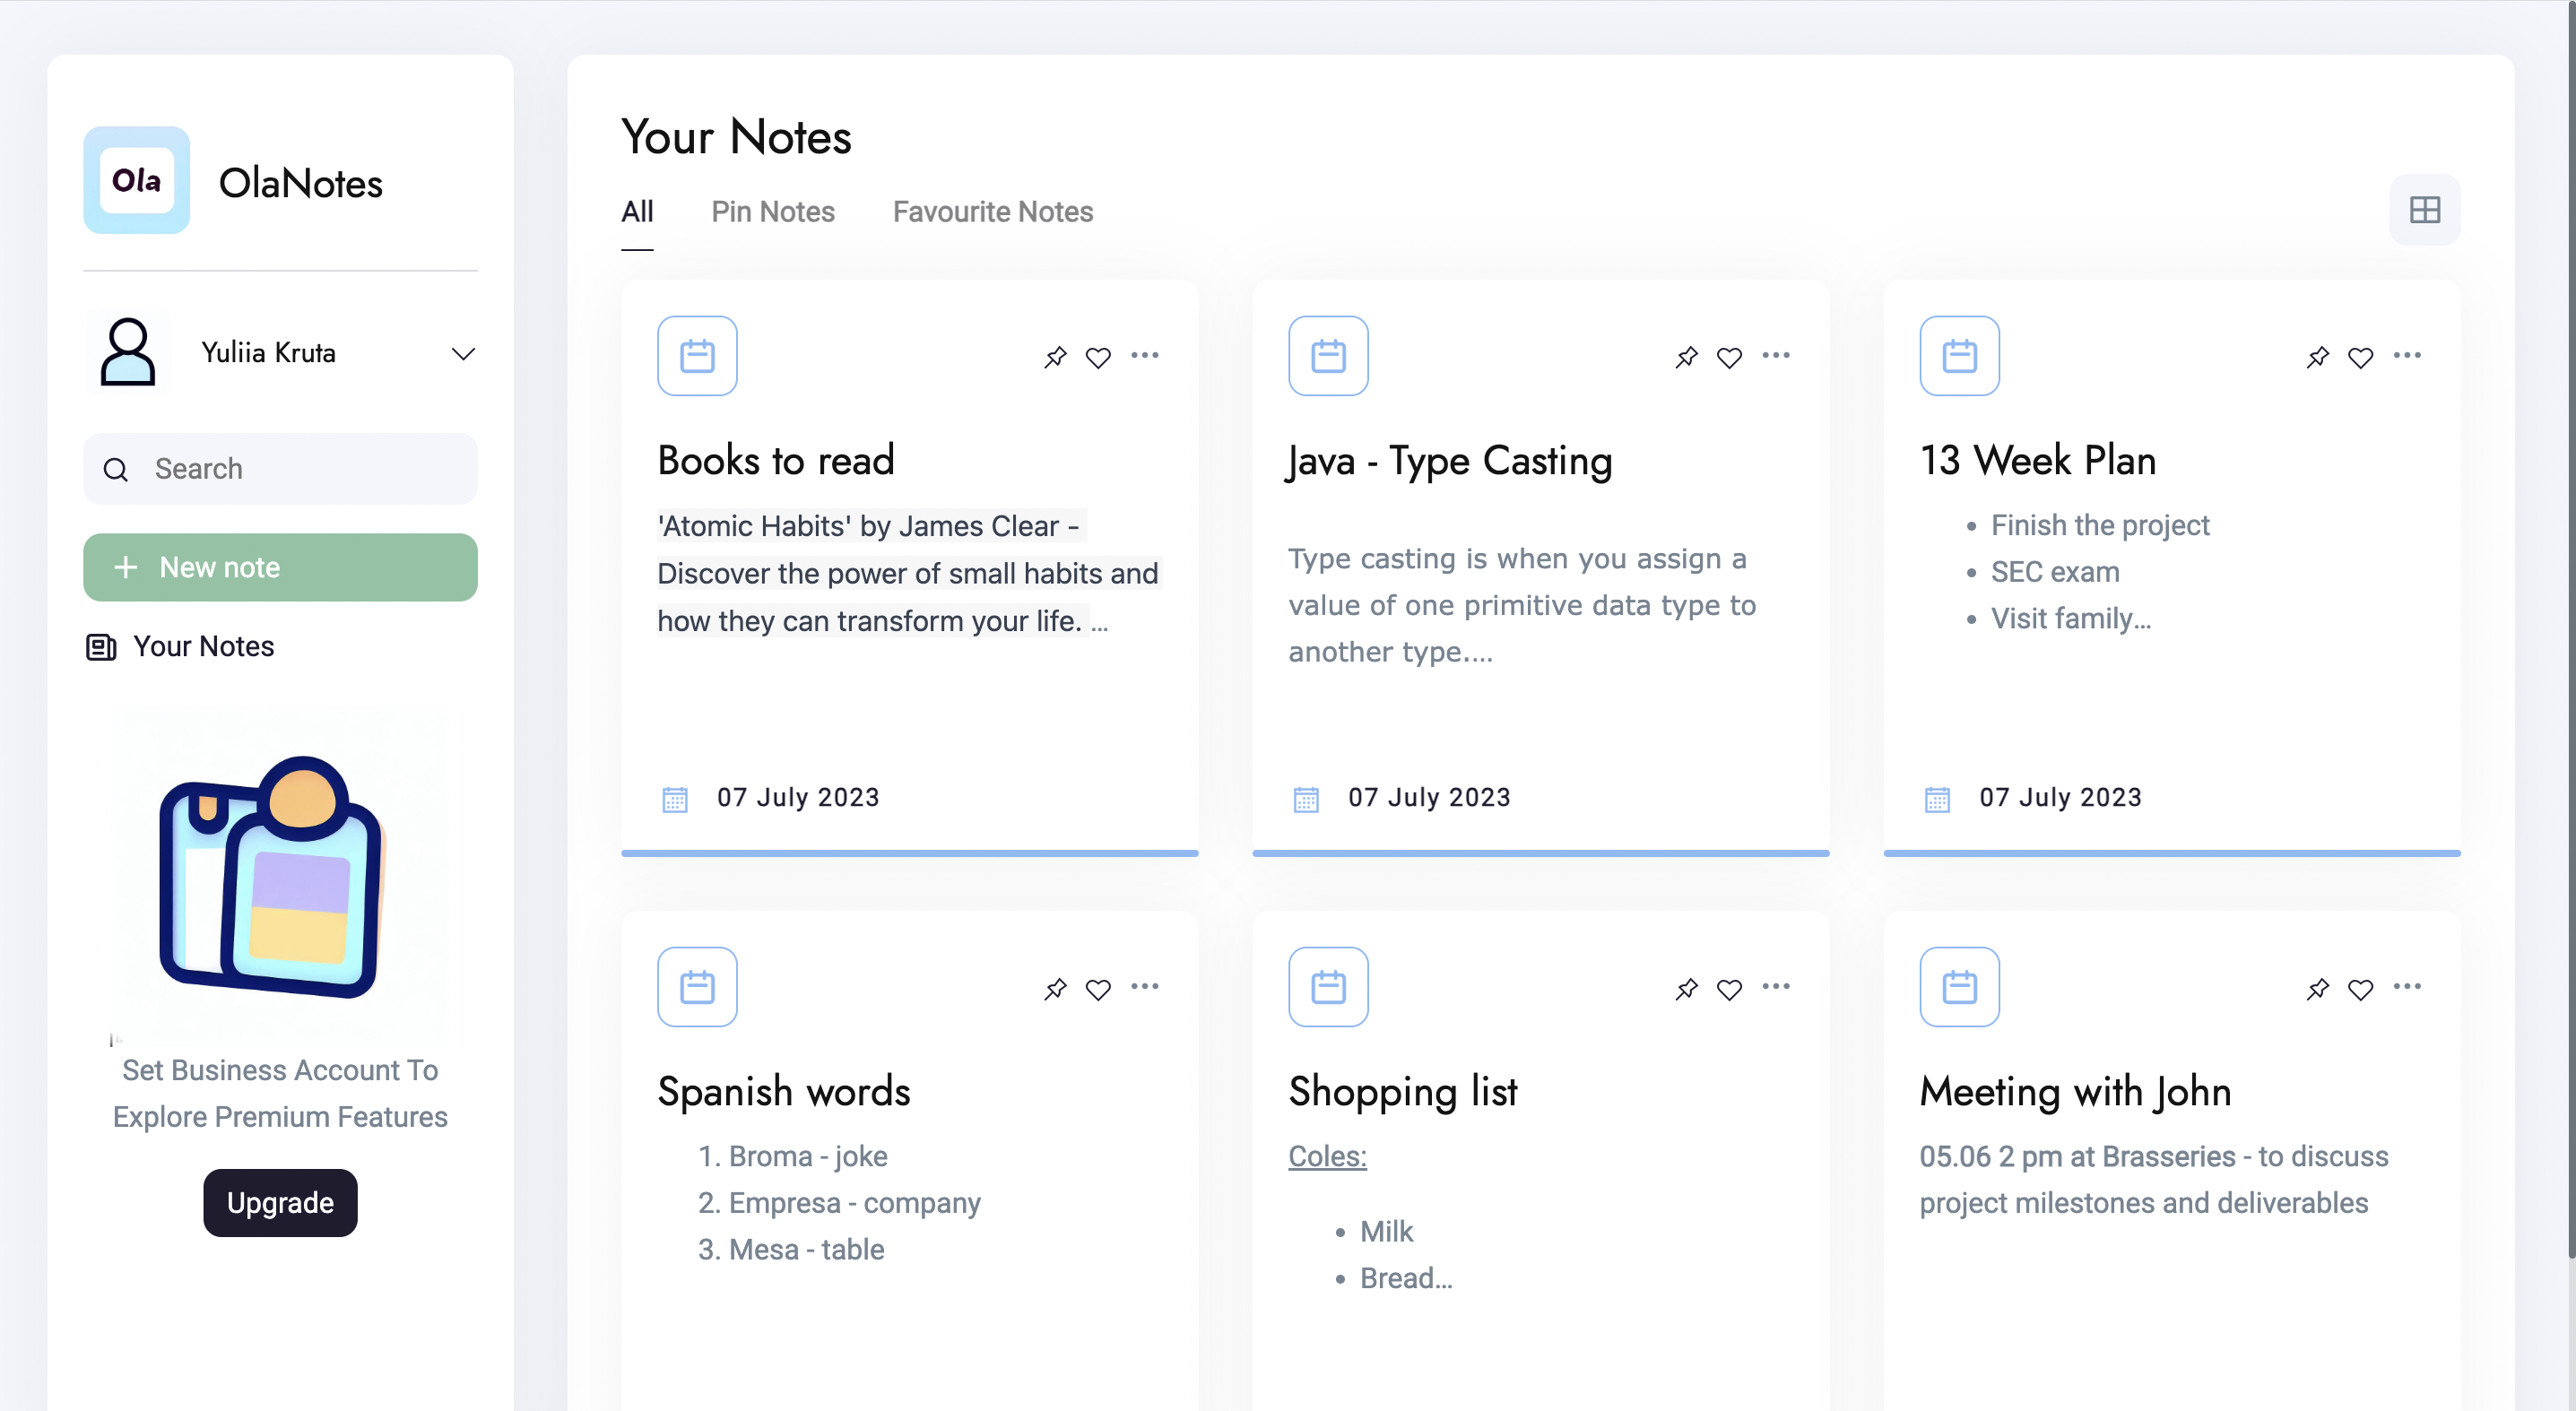 Ola
OlaNotes
Yuliia Kruta
Search
New note
Your Notes
Set Business Account To
Explore Premium Features
Upgrade
Your Notes
All
Pin Notes
Favourite Notes
Books to read
'Atomic Habits' by James Clear -
Discover the power of small habits and
how they can transform your life. ...
07 July 2023
Java - Type Casting
Type casting is when you assign a
value of one primitive data type to
another type....
07 July 2023
13 Week Plan
• Finish the project
• SEC exam
• Visit family...
07 July 2023
Spanish words
1. Broma - joke
2. Empresa - company
3. Mesa - table
Shopping list
Coles:
• Milk
• Bread...
Meeting with John
05.06 2 pm at Brasseries - to discuss
project milestones and deliverables